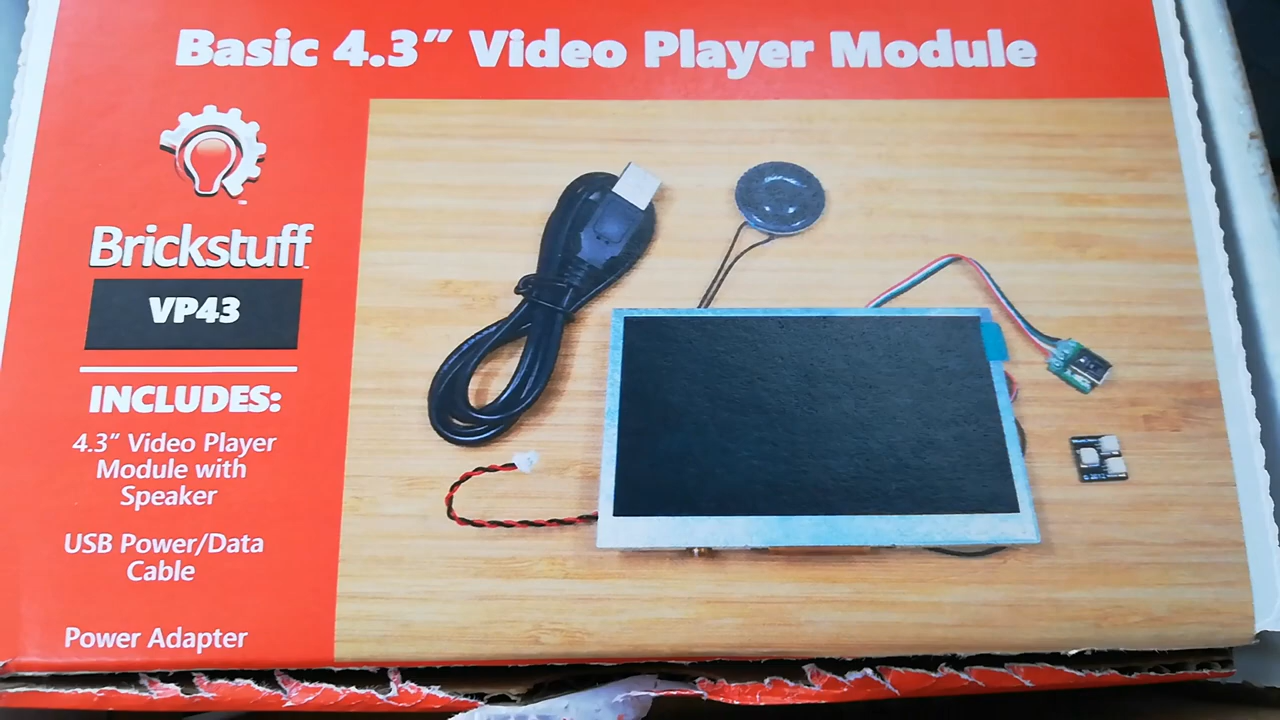 Basic 4.3” Video Player Module
Brickstuff
VP43
INCLUDES:
4.3” Video Player
Module with
Speaker
USB Power/Data
Cable
Power Adapter